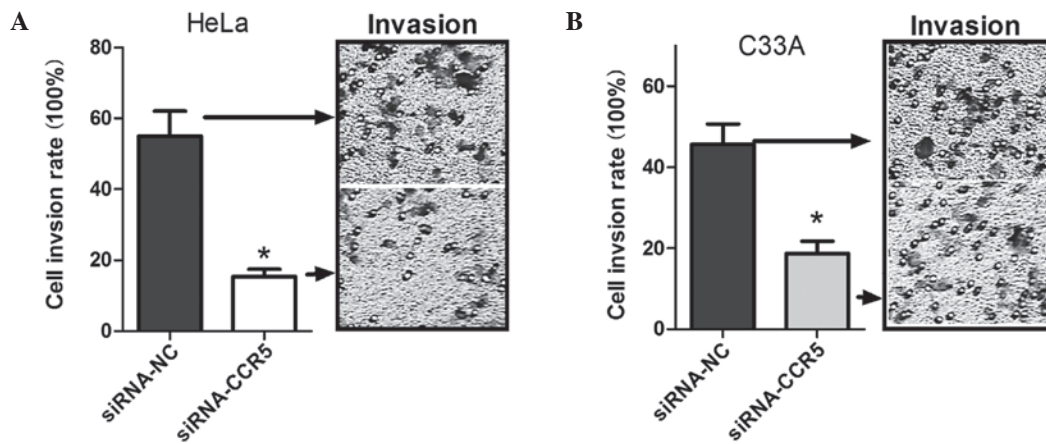 A
HeLa
Invasion
Cell invsion rate (100%)
80
60
40
20
0
*
siRNA-NC
siRNA-CCR5
B
C33A
Invasion
Cell invsion rate (100%)
60
40
20
0
*
siRNA-NC
siRNA-CCR5